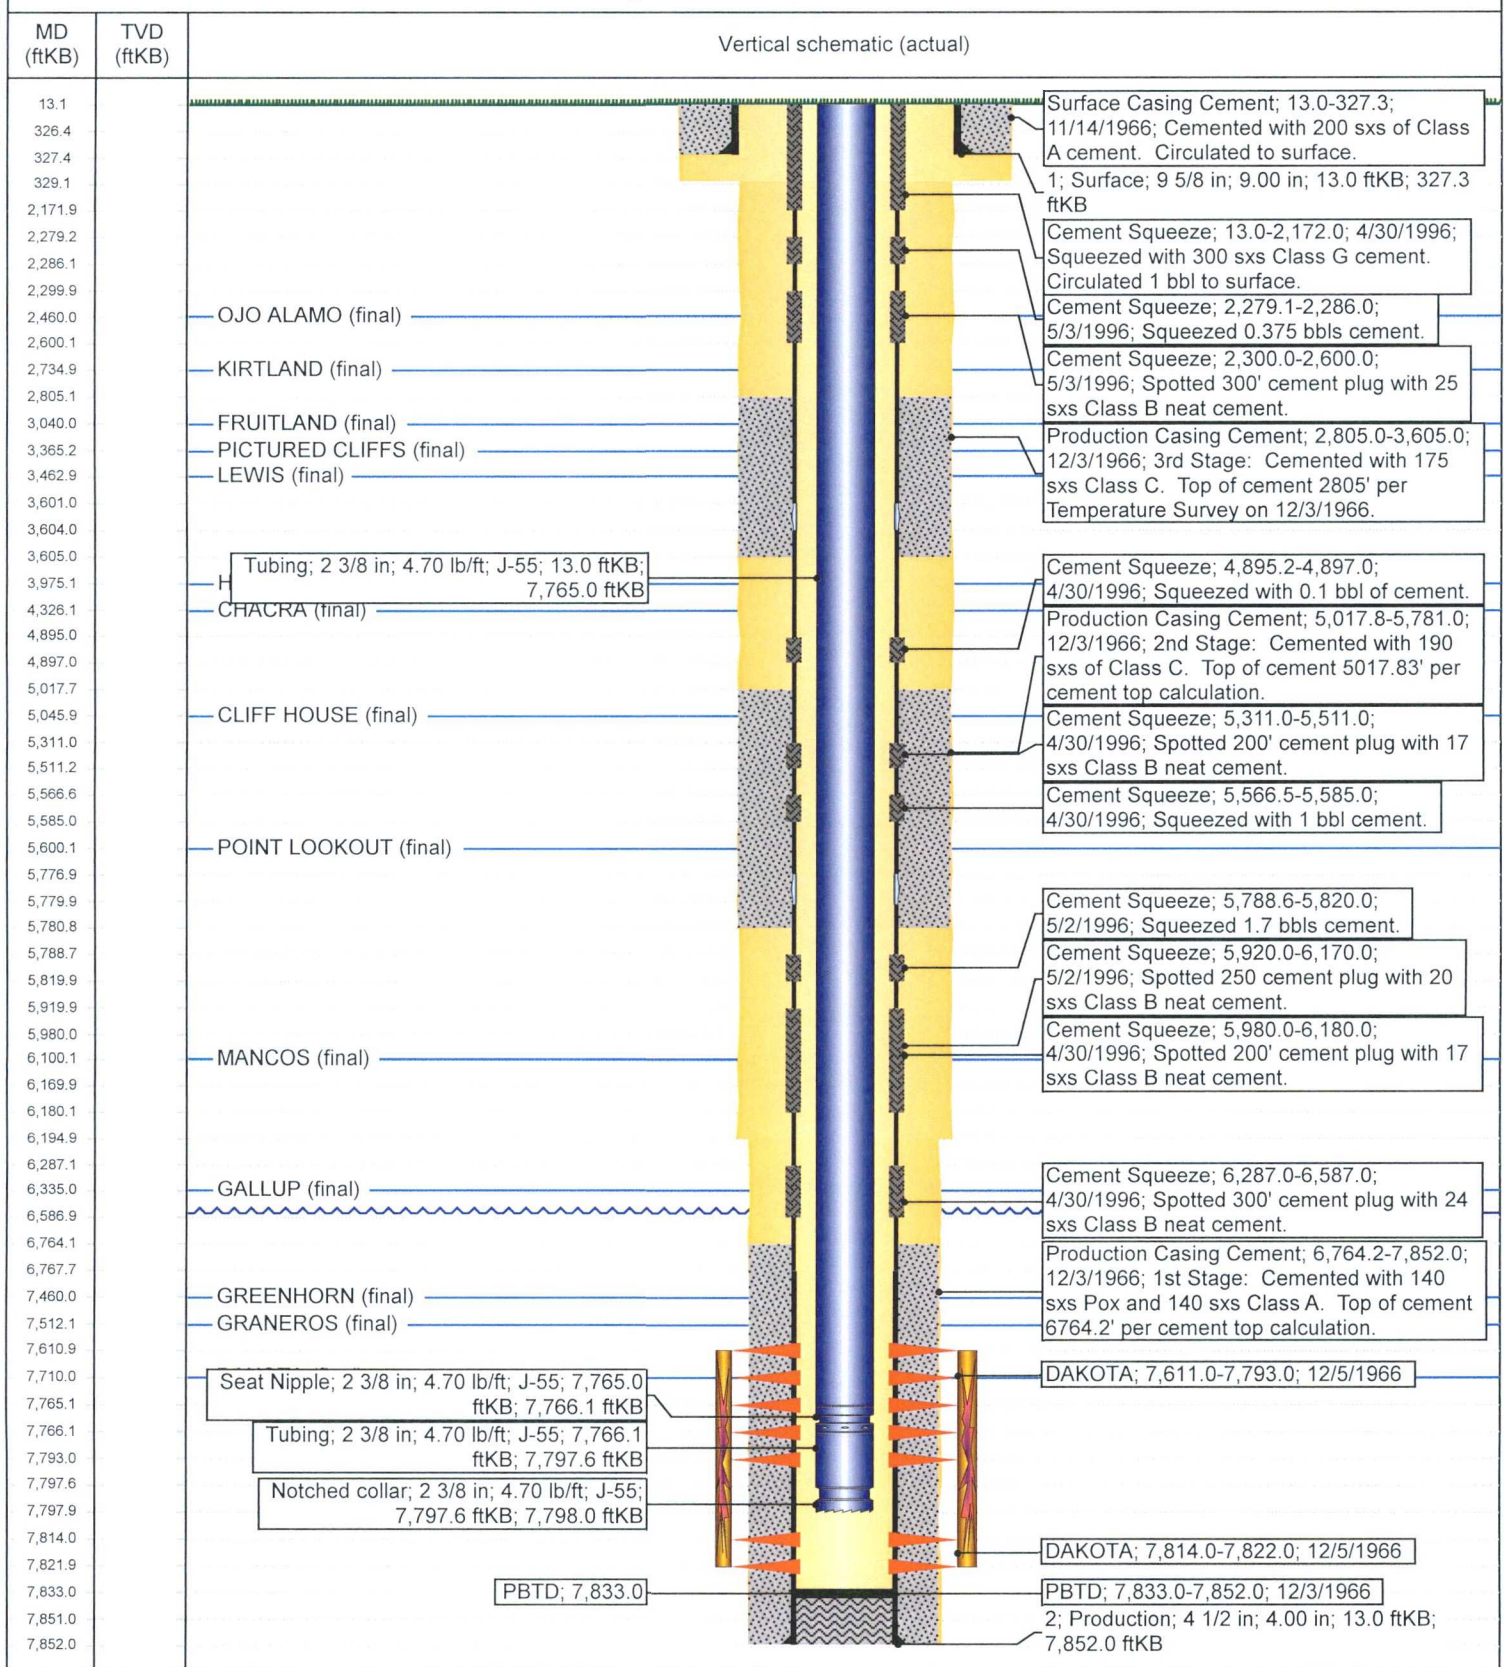 MD
(ftKB)
TVD
(ftKB)
Vertical schematic (actual)
13.1
326.4
327.4
329.1
2,171.9
2,279.2
2,286.1
2,299.9
2,460.0
2,600.1
2,734.9
2,805.1
3,040.0
3,365.2
3,462.9
3,601.0
3,604.0
3,605.0
3,975.1
4,326.1
4,895.0
4,897.0
5,017.7
5,045.9
5,311.0
5,511.2
5,566.6
5,585.0
5,600.1
5,776.9
5,779.9
5,780.8
5,788.7
5,819.9
5,919.9
5,980.0
6,100.1
6,169.9
6,180.1
6,194.9
6,287.1
6,335.0
6,586.9
6,764.1
6,767.7
7,460.0
7,512.1
7,610.9
7,710.0
7,765.1
7,766.1
7,793.0
7,797.6
7,797.9
7,814.0
7,821.9
7,833.0
7,851.0
7,852.0
OJO ALAMO (final)
KIRTLAND (final)
FRUITLAND (final)
PICTURED CLIFFS (final)
LEWIS (final)
Tubing; 2 3/8 in; 4.70 lb/ft; J-55; 13.0 ftKB;
7,765.0 ftKB
H
CHACRA (final)
CLIFF HOUSE (final)
POINT LOOKOUT (final)
MANCOS (final)
GALLUP (final)
GREENHORN (final)
GRANEROS (final)
Seat Nipple; 2 3/8 in; 4.70 lb/ft; J-55; 7,765.0
ftKB; 7,766.1 ftKB
Tubing; 2 3/8 in; 4.70 lb/ft; J-55; 7,766.1
ftKB; 7,797.6 ftKB
Notched collar; 2 3/8 in; 4.70 lb/ft; J-55;
7,797.6 ftKB; 7,798.0 ftKB
PBTD; 7,833.0
Surface Casing Cement; 13.0-327.3;
11/14/1966; Cemented with 200 sxs of Class
A cement. Circulated to surface.
1; Surface; 9 5/8 in; 9.00 in; 13.0 ftKB; 327.3
ftKB
Cement Squeeze; 13.0-2,172.0; 4/30/1996;
Squeezed with 300 sxs Class G cement.
Circulated 1 bbl to surface.
Cement Squeeze; 2,279.1-2,286.0;
5/3/1996; Squeezed 0.375 bbls cement.
Cement Squeeze; 2,300.0-2,600.0;
5/3/1996; Spotted 300' cement plug with 25
sxs Class B neat cement.
Production Casing Cement; 2,805.0-3,605.0;
12/3/1966; 3rd Stage: Cemented with 175
sxs Class C. Top of cement 2805' per
Temperature Survey on 12/3/1966.
Cement Squeeze; 4,895.2-4,897.0;
4/30/1996; Squeezed with 0.1 bbl of cement.
Production Casing Cement; 5,017.8-5,781.0;
12/3/1966; 2nd Stage: Cemented with 190
sxs of Class C. Top of cement 5017.83' per
cement top calculation.
Cement Squeeze; 5,311.0-5,511.0;
4/30/1996; Spotted 200' cement plug with 17
sxs Class B neat cement.
Cement Squeeze; 5,566.5-5,585.0;
4/30/1996; Squeezed with 1 bbl cement.
Cement Squeeze; 5,788.6-5,820.0;
5/2/1996; Squeezed 1.7 bbls cement.
Cement Squeeze; 5,920.0-6,170.0;
5/2/1996; Spotted 250 cement plug with 20
sxs Class B neat cement.
Cement Squeeze; 5,980.0-6,180.0;
4/30/1996; Spotted 200' cement plug with 17
sxs Class B neat cement.
Cement Squeeze; 6,287.0-6,587.0;
4/30/1996; Spotted 300' cement plug with 24
sxs Class B neat cement.
Production Casing Cement; 6,764.2-7,852.0;
12/3/1966; 1st Stage: Cemented with 140
sxs Pox and 140 sxs Class A. Top of cement
6764.2' per cement top calculation.
DAKOTA; 7,611.0-7,793.0; 12/5/1966
DAKOTA; 7,814.0-7,822.0; 12/5/1966
PBTD; 7,833.0-7,852.0; 12/3/1966
2; Production; 4 1/2 in; 4.00 in; 13.0 ftKB;
7,852.0 ftKB